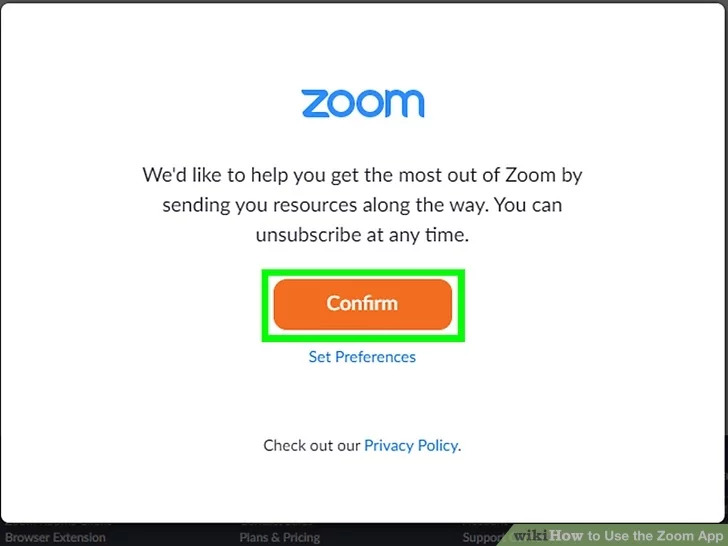 zoom
We'd like to help you get the most out of Zoom by
sending you resources along the way. You can
unsubscribe at any time.
Confirm
Set Preferences
Check out our Privacy Policy.
Browser Extension
Plans & Pricing
wikiHow to Use the Zoom App